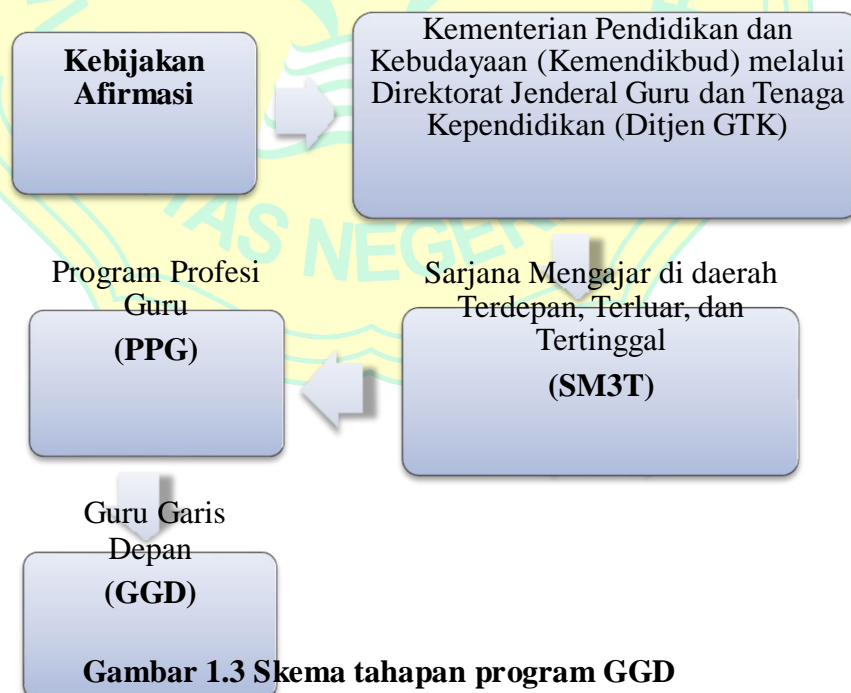 Kebijakan
Afirmasi
Kementerian Pendidikan dan
Kebudayaan (Kemendikbud) melalui
Direktorat Jenderal Guru dan Tenaga
Kependidikan (Ditjen GTK)
Sarjana Mengajar di daerah
Terdepan, Terluar, dan
Tertinggal
(SM3T)
Program Profesi
Guru
(PPG)
Guru Garis
Depan
(GGD)
Gambar 1.3 Skema tahapan program GGD
TAS NEGER